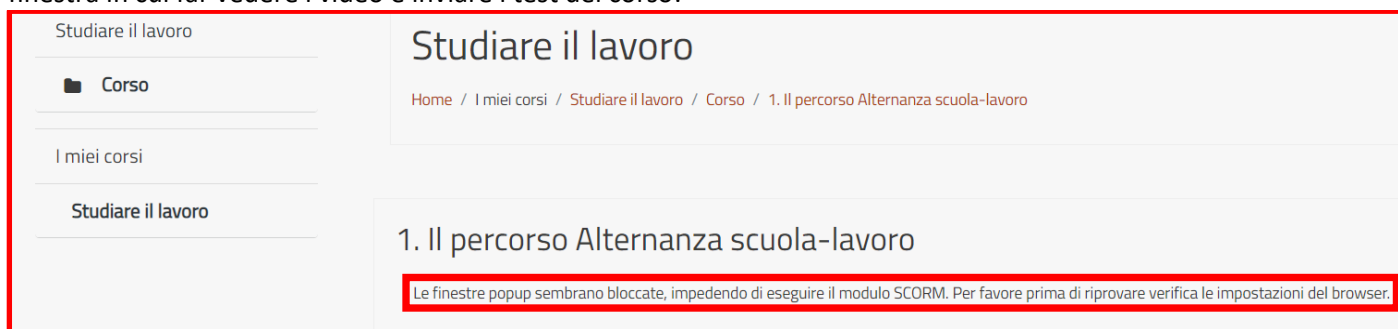 Studiare il lavoro
Corso
I miei corsi
Studiare il lavoro
Studiare il lavoro
Home / I miei corsi / Studiare il lavoro / Corso / 1. Il percorso Alternanza scuola-lavoro
1. Il percorso Alternanza scuola-lavoro
Le finestre popup sembrano bloccate, impedendo di eseguire il modulo SCORM. Per favore prima di riprovare verifica le impostazioni del browser.